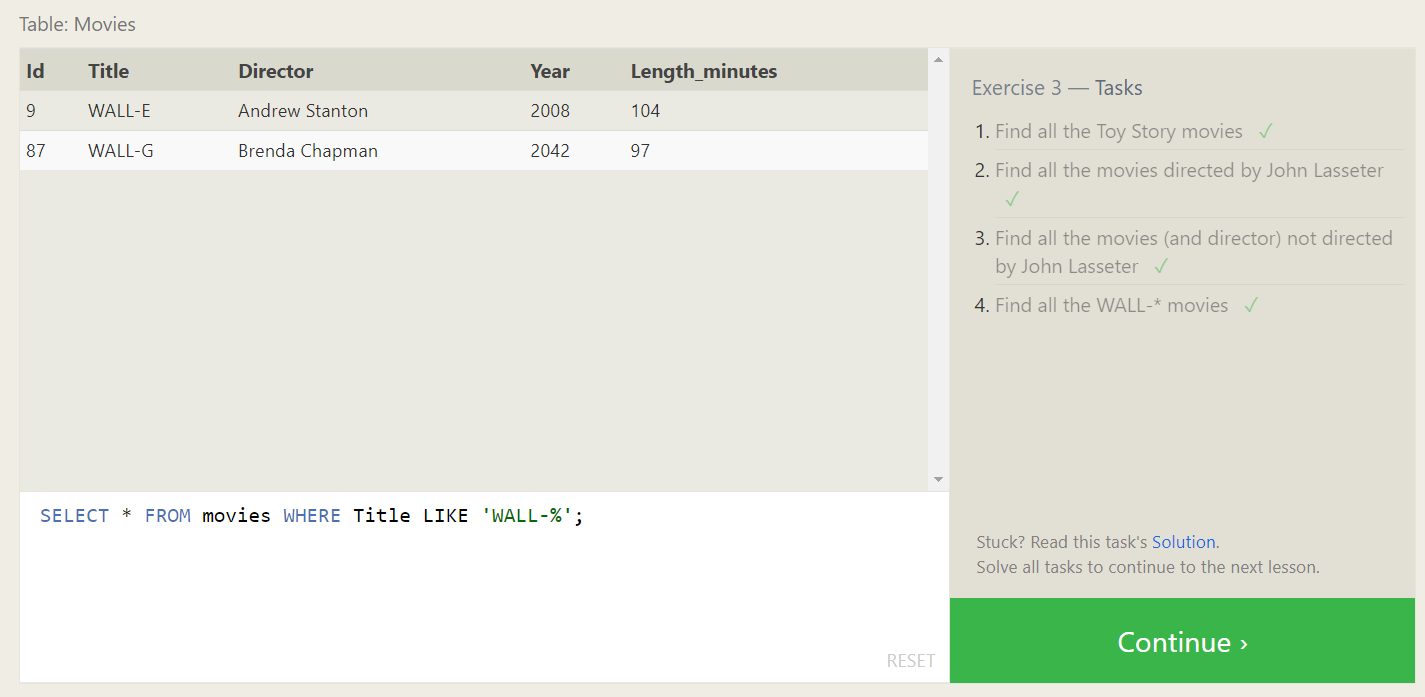 Table: Movies
Id Title Director Year Length_minutes
9 WALL-E Andrew Stanton 2008 104
87 WALL-G Brenda Chapman 2042 97
SELECT * FROM movies WHERE Title LIKE 'WALL-%';
RESET
Exercise 3 — Tasks
1. Find all the Toy Story movies ✓
2. Find all the movies directed by John Lasseter
✓
3. Find all the movies (and director) not directed
by John Lasseter ✓
4. Find all the WALL-* movies ✓
Stuck? Read this task's Solution.
Solve all tasks to continue to the next lesson.
Continue ›